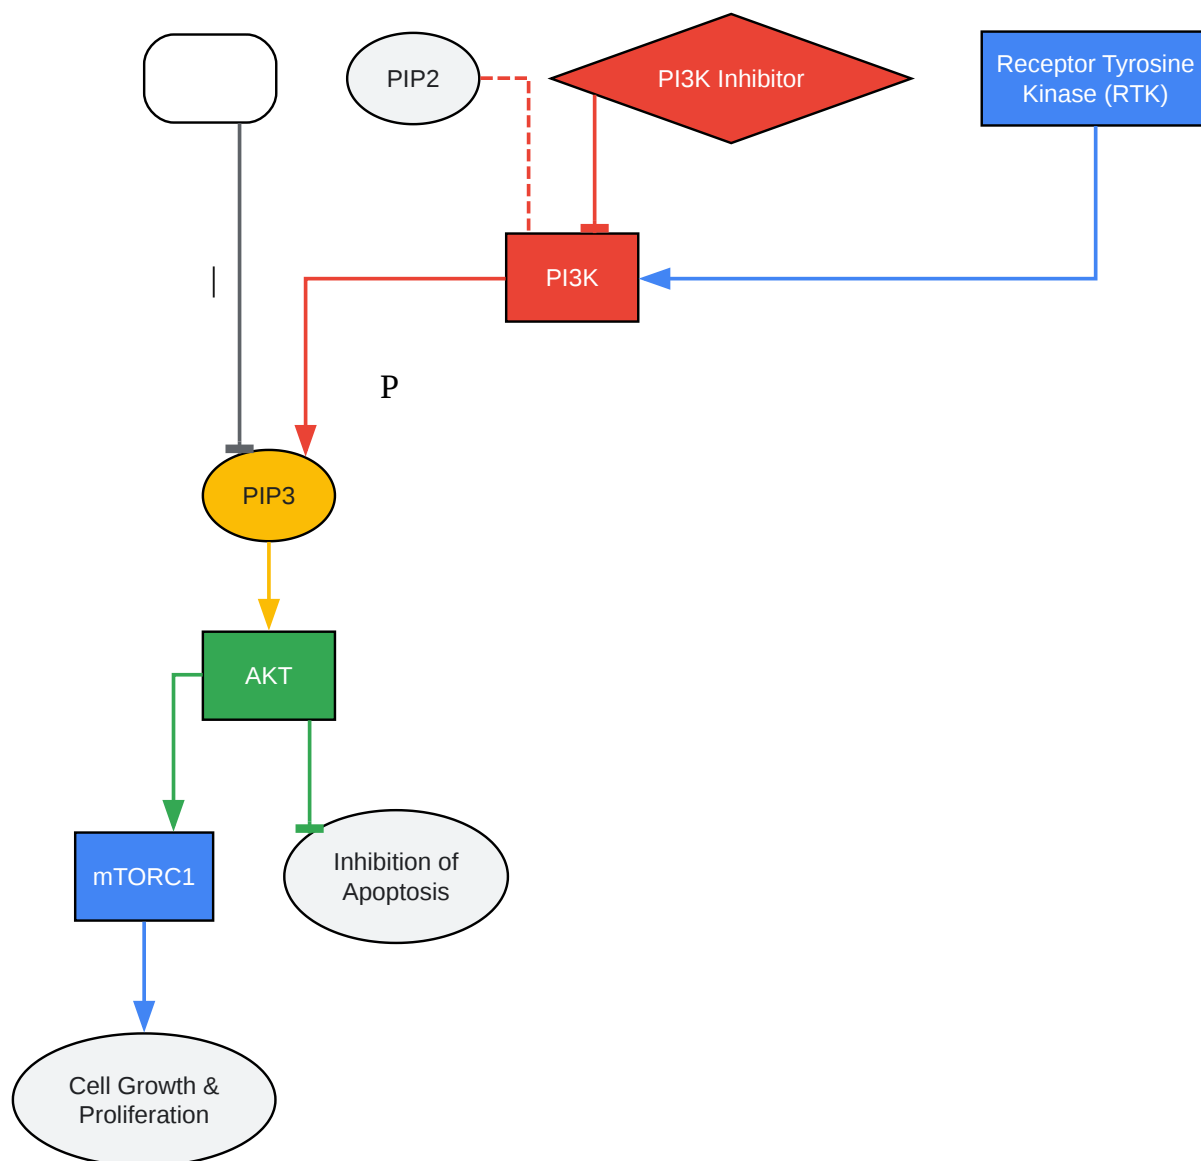 PIP2
PI3K Inhibitor
Receptor Tyrosine
Kinase (RTK)
PI3K
|
P
PIP3
AKT
mTORC1
Inhibition of
Apoptosis
Cell Growth &
Proliferation